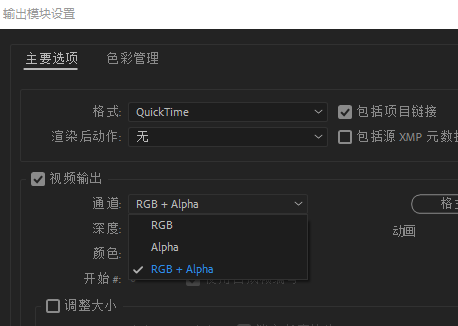 输出模块设置
主要选项 色彩管理
格式: QuickTime 包括项目链接
渲染后动作: 无 包括源 XMP 元数据
视频输出
通道: RGB + Alpha
深度: RGB 动画
颜色: Alpha
RGB + Alpha
开始 #:
调整大小